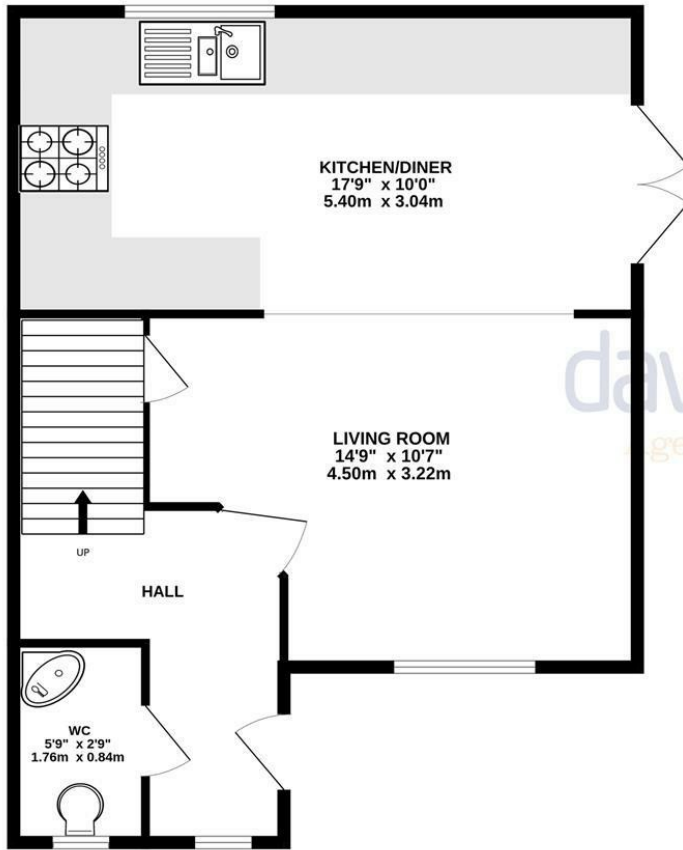 KITCHEN/DINER
17'9" x 10'0"
5.40m x 3.04m
LIVING ROOM
14'9" x 10'7"
4.50m x 3.22m
UP
HALL
WC
5'9" x 2'9"
1.76m x 0.84m